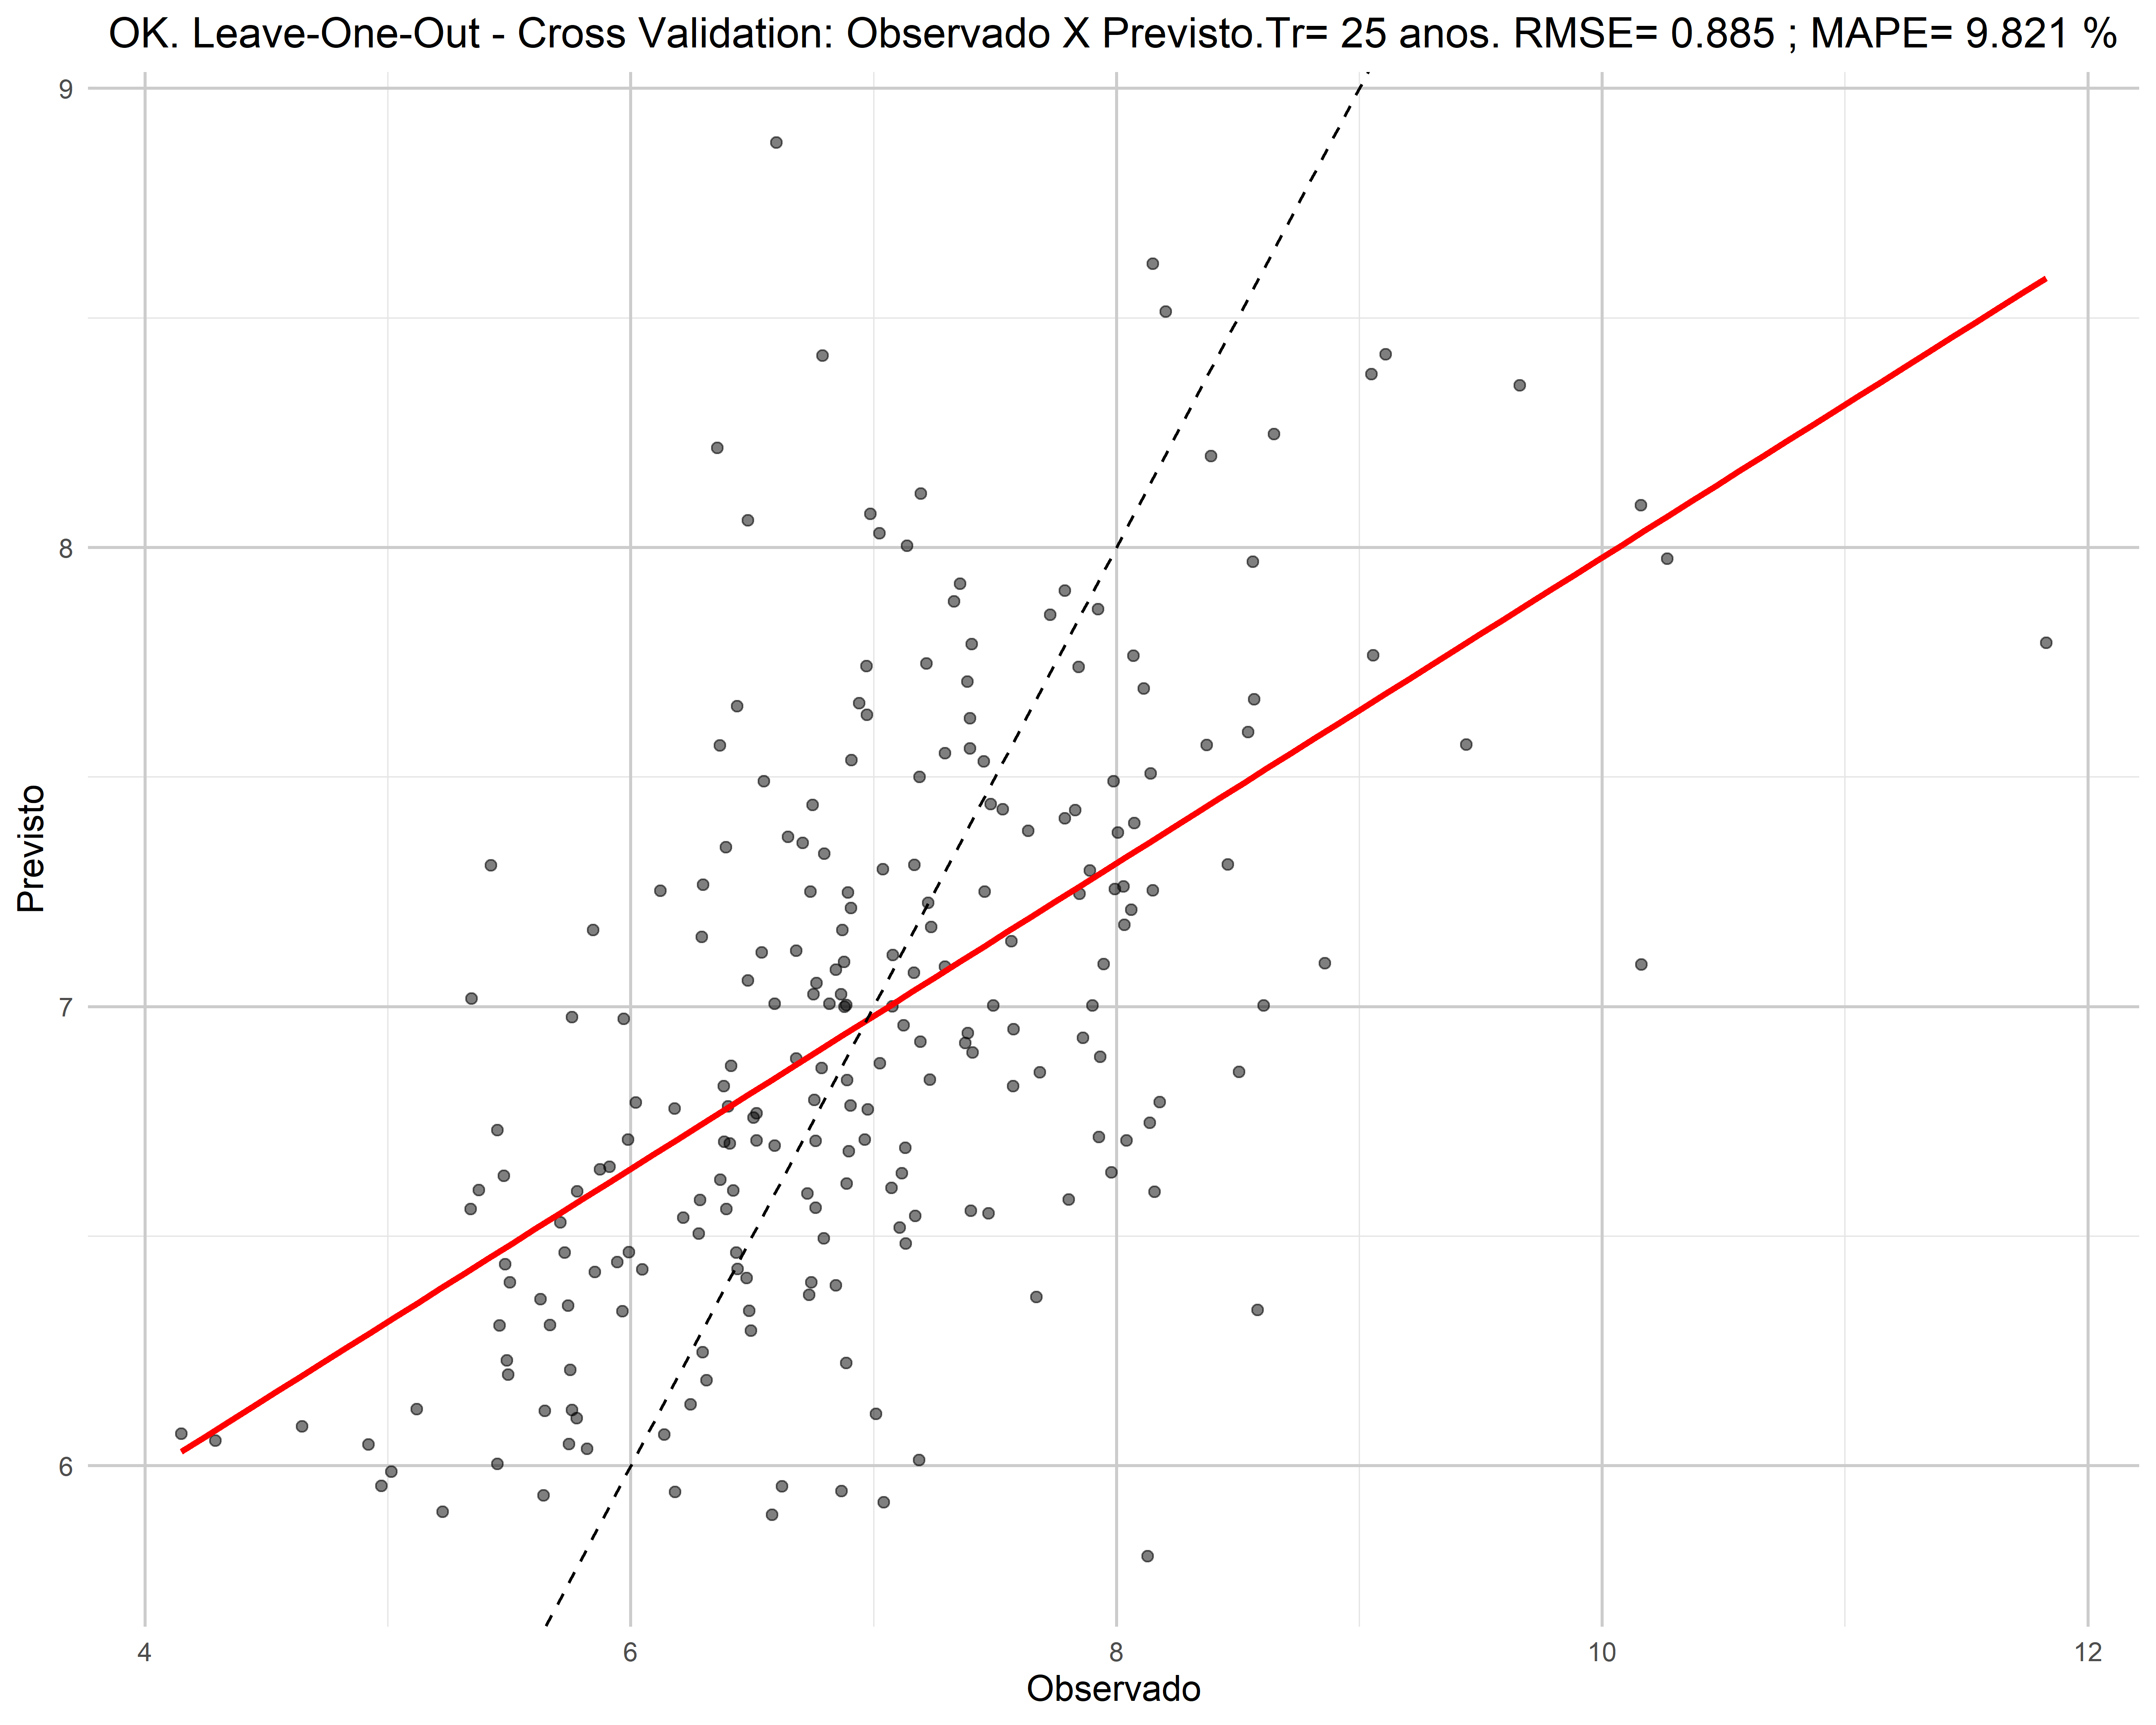 OK. Leave-One-Out - Cross Validation: Observado X Previsto.Tr= 25 anos. RMSE= 0.885 ; MAPE= 9.821 %
9
8
7
6
Previsto
4 6 8 10 12
Observado